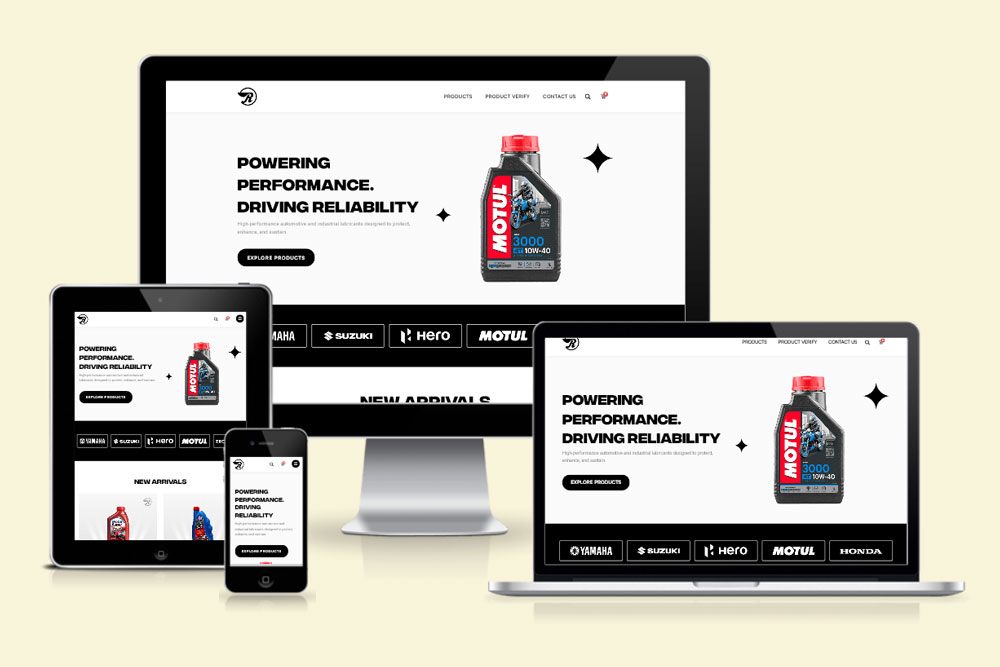 PRODUCTS PRODUCT VERIFY CONTACT US
POWERING
PERFORMANCE.
DRIVING RELIABILITY
High-performance automotive and industrial lubricants designed to protect,
enhance, and sustain.
EXPLORE PRODUCTS
MOTUL
3000
4T 10W-40
AMAHA
SUZUKI
Hero
MOTUL
NEW ARRIVALS
POWERING
PERFORMANCE.
DRIVING RELIABILITY
EXPLORE PRODUCTS
MOTUL
YAMAHA
SUZUKI
Hero
MOTUL
NEW ARRIVALS
POWERING
PERFORMANCE.
DRIVING
RELIABILITY
EXPLORE PRODUCTS
PRODUCTS PRODUCT VERIFY CONTACT US
POWERING
PERFORMANCE.
DRIVING RELIABILITY
High-performance automotive and industrial lubricants designed to protect,
enhance, and sustain.
EXPLORE PRODUCTS
MOTUL
3000
4T 10W-40
YAMAHA
SUZUKI
Hero
MOTUL
HONDA